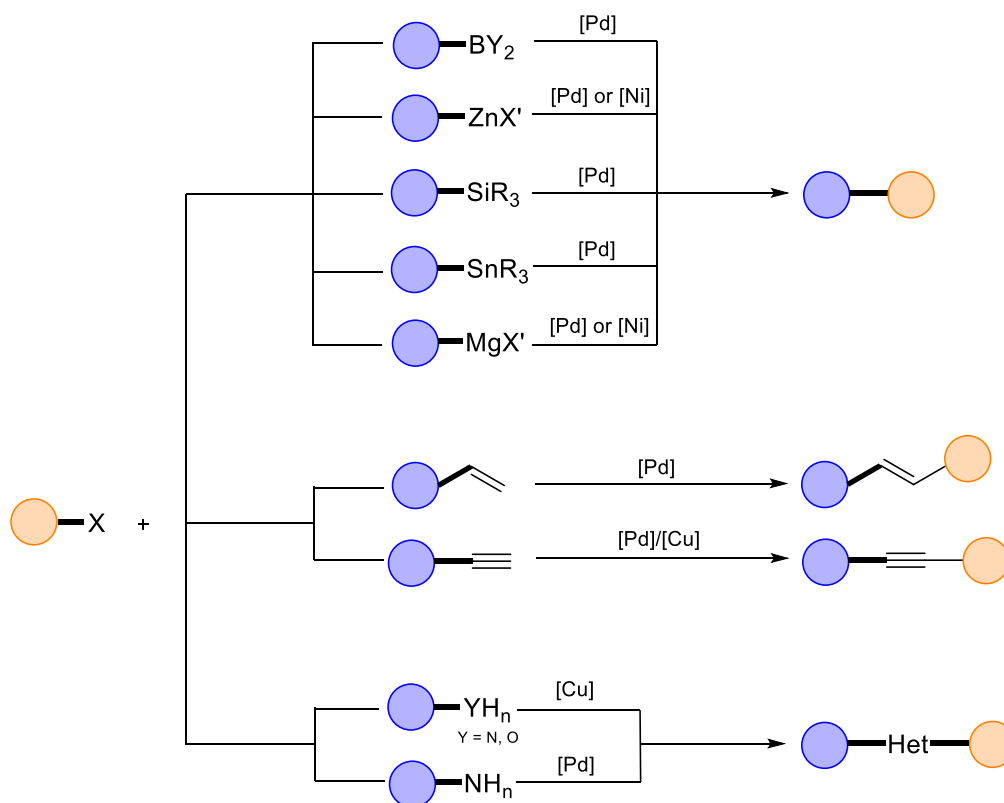 BY2 [Pd]
ZnX' [Pd] or [Ni]
SiR3 [Pd]
SnR3 [Pd]
MgX' [Pd] or [Ni]
[Pd]
X + [Pd]/[Cu]
YHn [Cu]
Y = N, O
Het
NHn [Pd]